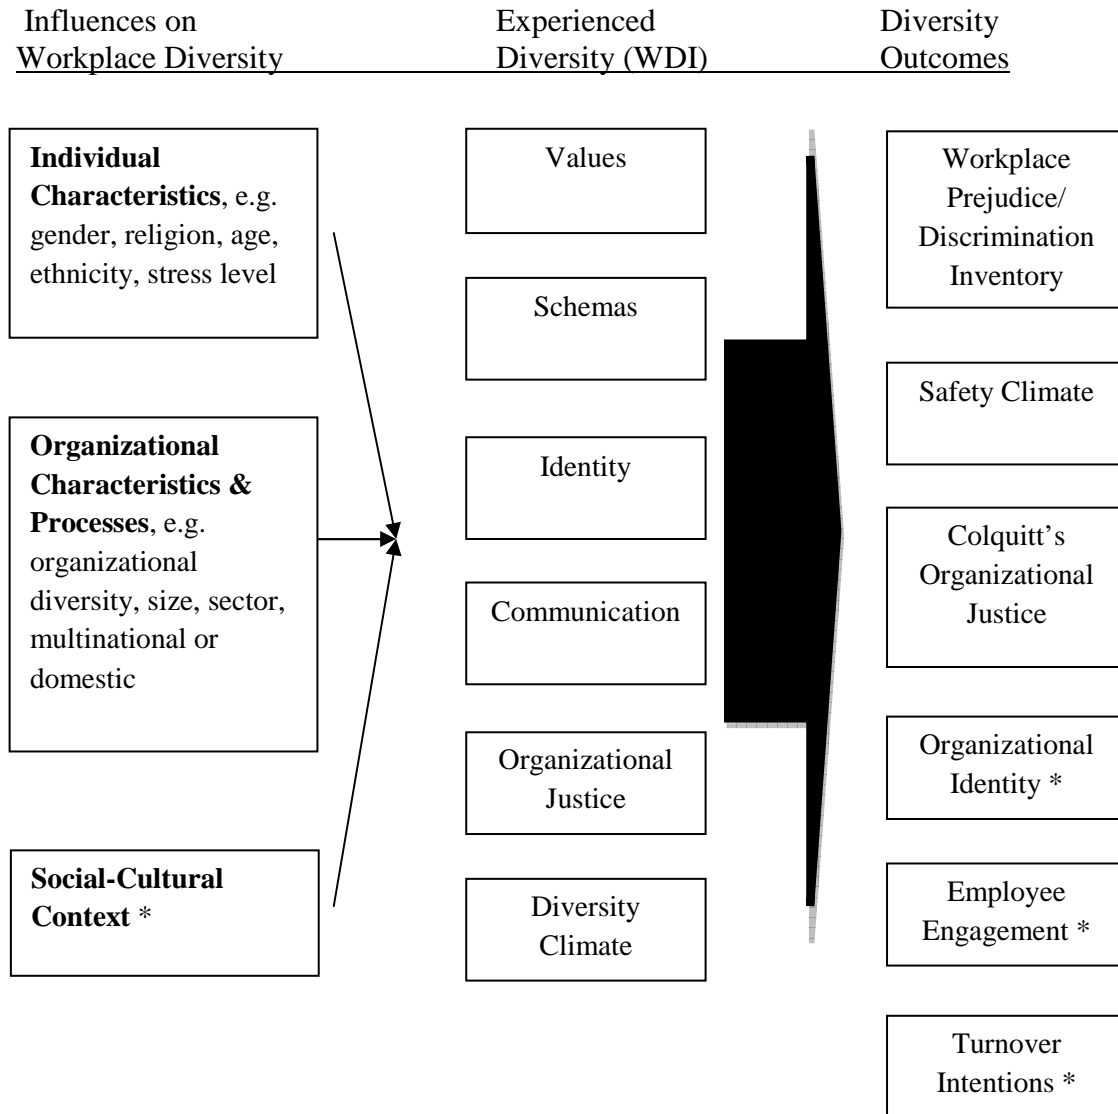 Influences on
Workplace Diversity
Experienced
Diversity (WDI)
Diversity
Outcomes
Individual
Characteristics, e.g.
gender, religion, age,
ethnicity, stress level
Organizational
Characteristics &
Processes, e.g.
organizational
diversity, size, sector,
multinational or
domestic
Social-Cultural
Context *
Values
Schemas
Identity
Communication
Organizational
Justice
Diversity
Climate
Workplace
Prejudice/
Discrimination
Inventory
Safety Climate
Colquitt's
Organizational
Justice
Organizational
Identity *
Employee
Engagement *
Turnover
Intentions *